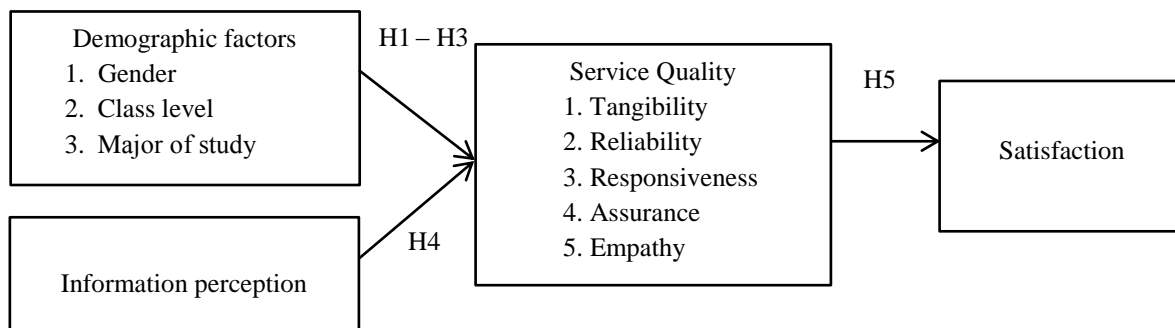 Demographic factors
1. Gender
2. Class level
3. Major of study
H1 – H3
Information perception
H4
Service Quality
1. Tangibility
2. Reliability
3. Responsiveness
4. Assurance
5. Empathy
H5
Satisfaction